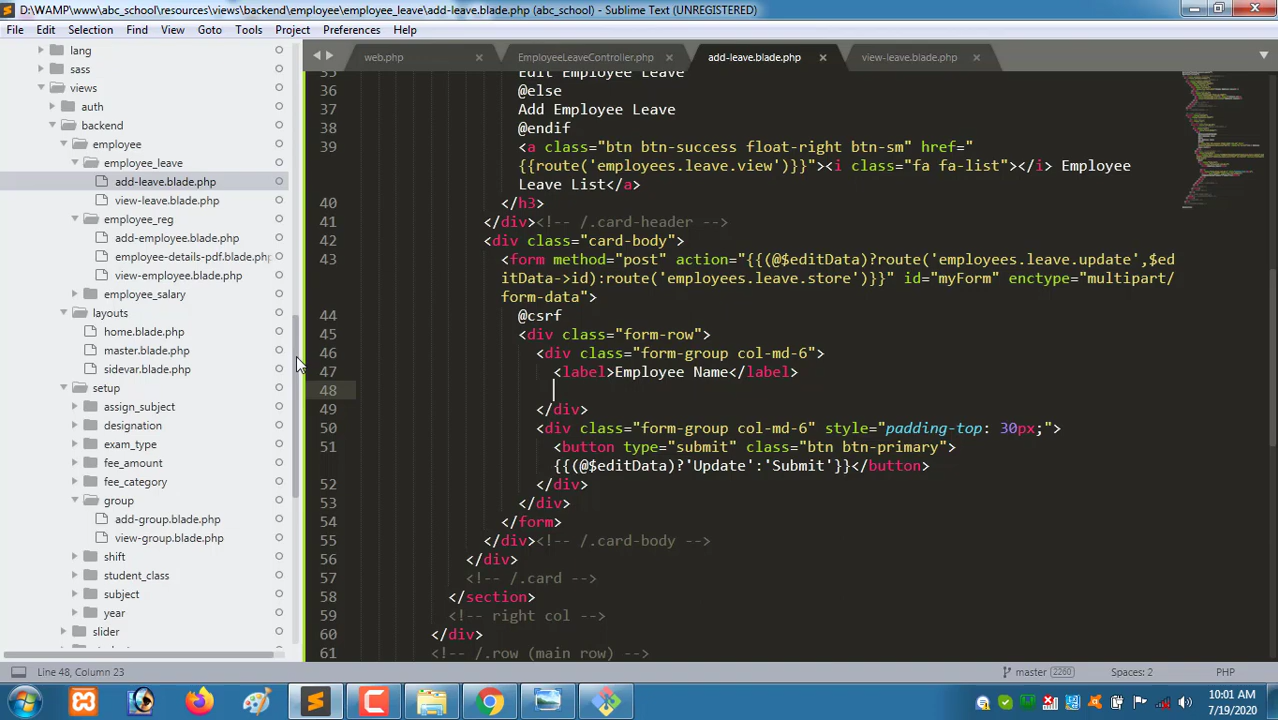 D:\WAMP\www\abc_school\resources\views\backend\employee\employee_leave\add-leave.blade.php (abc_school) - Sublime Text (UNREGISTERED)
File Edit Selection Find View Goto Tools Project Preferences Help
lang
sass
views
auth
backend
employee
employee_leave
add-leave.blade.php
view-leave.blade.php
employee_reg
add-employee.blade.php
employee-details-pdf.blade.php
view-employee.blade.php
employee_salary
layouts
home.blade.php
master.blade.php
sidevar.blade.php
setup
assign_subject
designation
exam_type
fee_amount
fee_category
group
add-group.blade.php
view-group.blade.php
shift
student_class
subject
year
slider
web.php EmployeeLeaveController.php add-leave.blade.php view-leave.blade.php
35 Edit Employee Leave
36 @else
37 Add Employee Leave
38 @endif
39 <a class="btn btn-success float-right btn-sm" href="
{{route('employees.leave.view')}}"><i class="fa fa-list"></i> Employee
Leave List</a>
40 </h3>
41 </div><!-- /.card-header -->
42 <div class="card-body">
43 <form method="post" action="{{(@$editData)?route('employees.leave.update',$ed
itData->id):route('employees.leave.store')}}" id="myForm" enctype="multipart/
form-data">
44 @csrf
45 <div class="form-row">
46 <div class="form-group col-md-6">
47 <label>Employee Name</label>
48
49 </div>
50 <div class="form-group col-md-6" style="padding-top: 30px;">
51 <button type="submit" class="btn btn-primary">
{{(@$editData)?'Update':'Submit'}}</button>
52 </div>
53 </div>
54 </form>
55 </div><!-- /.card-body -->
56 </div>
57 <!-- /.card -->
58 </section>
59 <!-- right col -->
60 </div>
61 <!-- /.row (main row) -->
Line 48, Column 23 master 2260 Spaces: 2 PHP
10:01 AM
7/19/2020